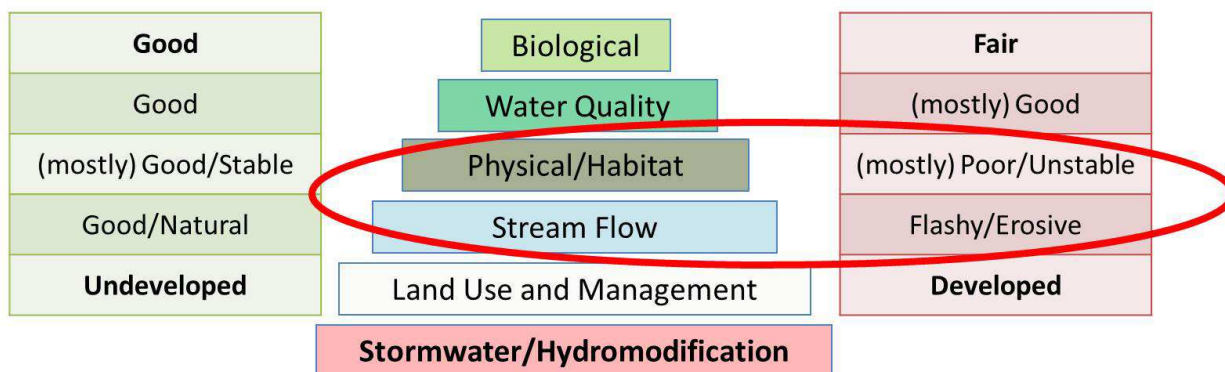 Good
Good
(mostly) Good/Stable
Good/Natural
Undeveloped
Biological
Water Quality
Physical/Habitat
Stream Flow
Land Use and Management
Stormwater/Hydromodification
Fair
(mostly) Good
(mostly) Poor/Unstable
Flashy/Erosive
Developed